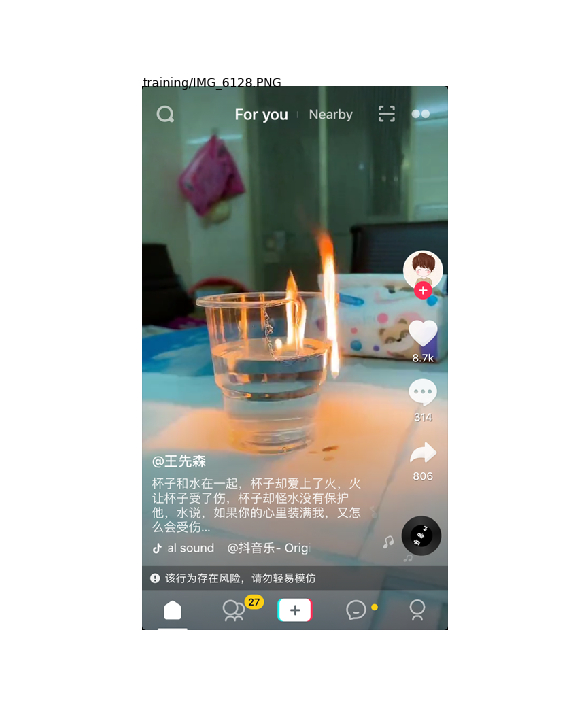 training/IMG_6128.PNG
For you
Nearby
8.7k
314
806
@王先森
杯子和水在一起，杯子却爱上了火，火
让杯子受了伤，杯子却怪水没有保护
他，水说，如果你的心里装满我，又怎
么会受伤...
al sound @抖音乐- Origi
该行为存在风险，请勿轻易模仿
27